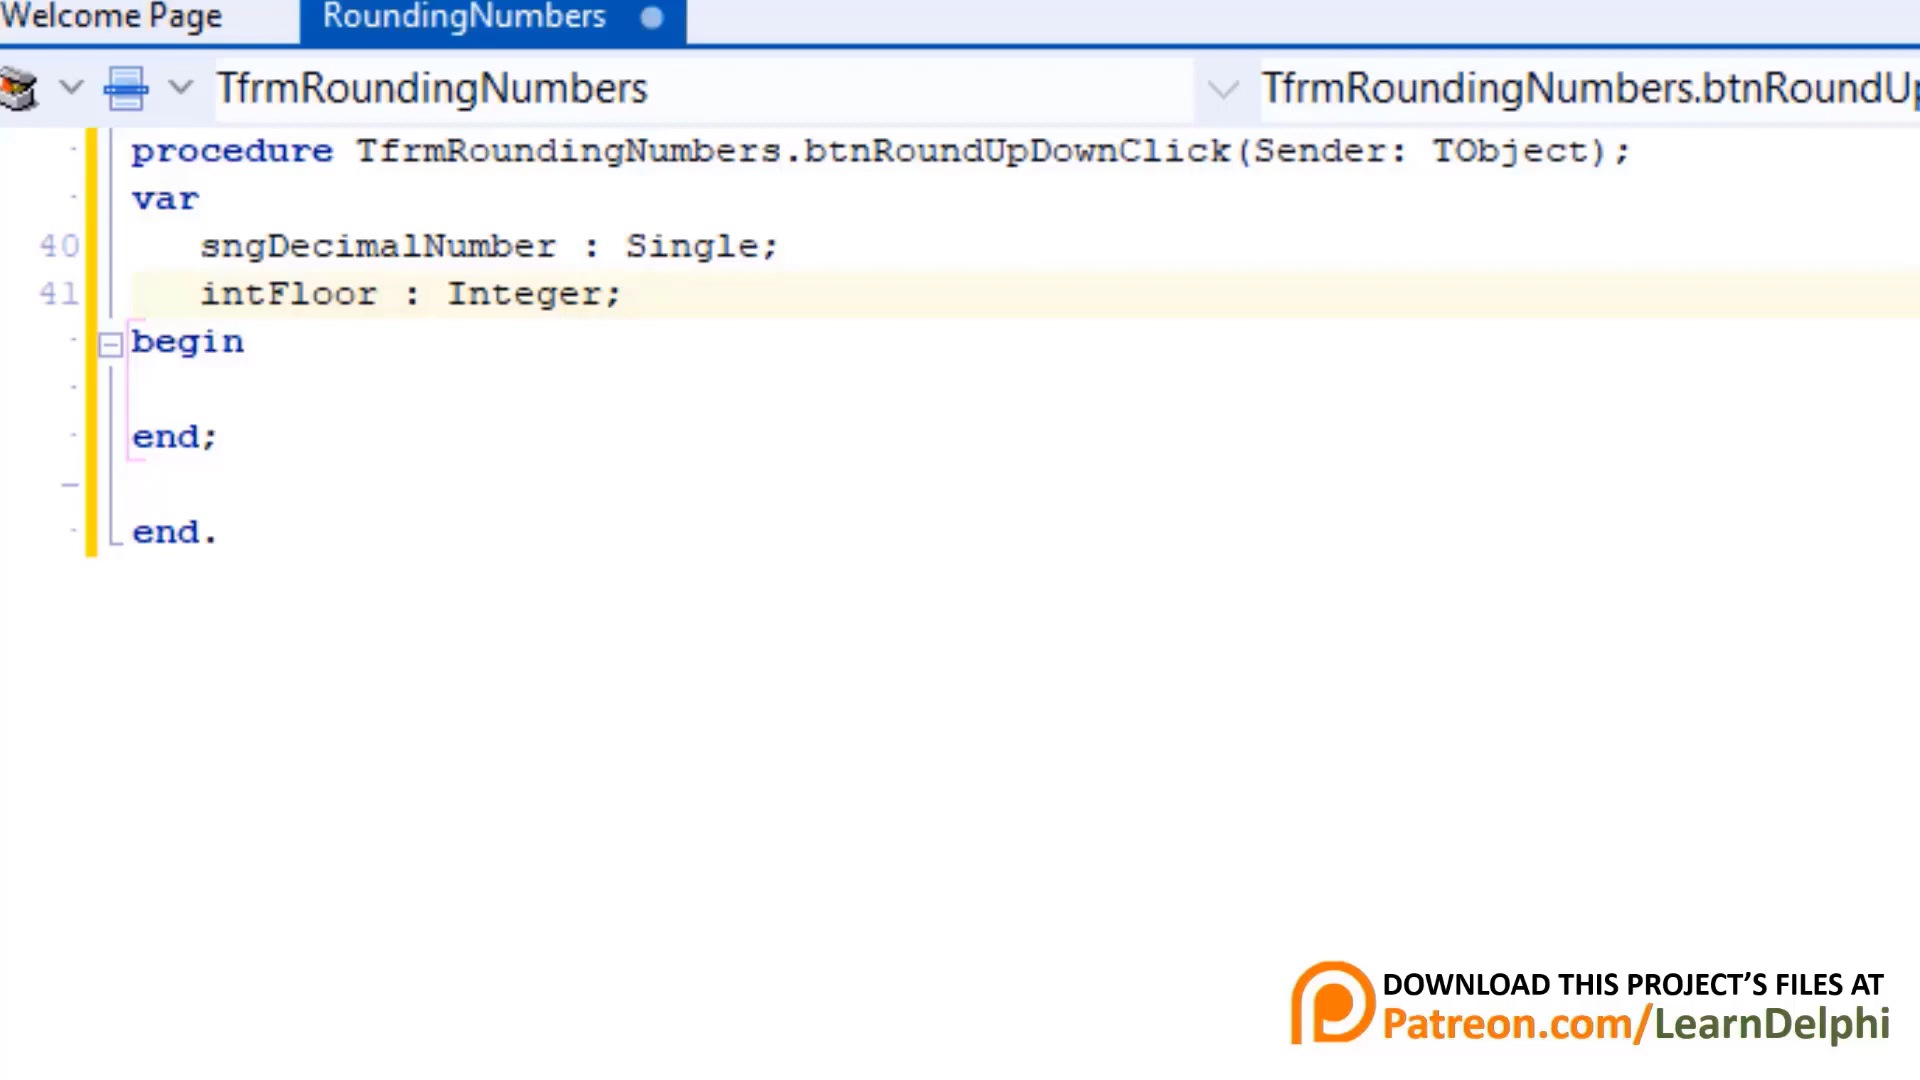 Welcome Page
RoundingNumbers
TfrmRoundingNumbers
TfrmRoundingNumbers.btnRoundUp
procedure TfrmRoundingNumbers.btnRoundUpDownClick(Sender: TObject);
var
40 sngDecimalNumber : Single;
41 intFloor : Integer;
begin
end;
end.
DOWNLOAD THIS PROJECT'S FILES AT
Patreon.com/LearnDelphi